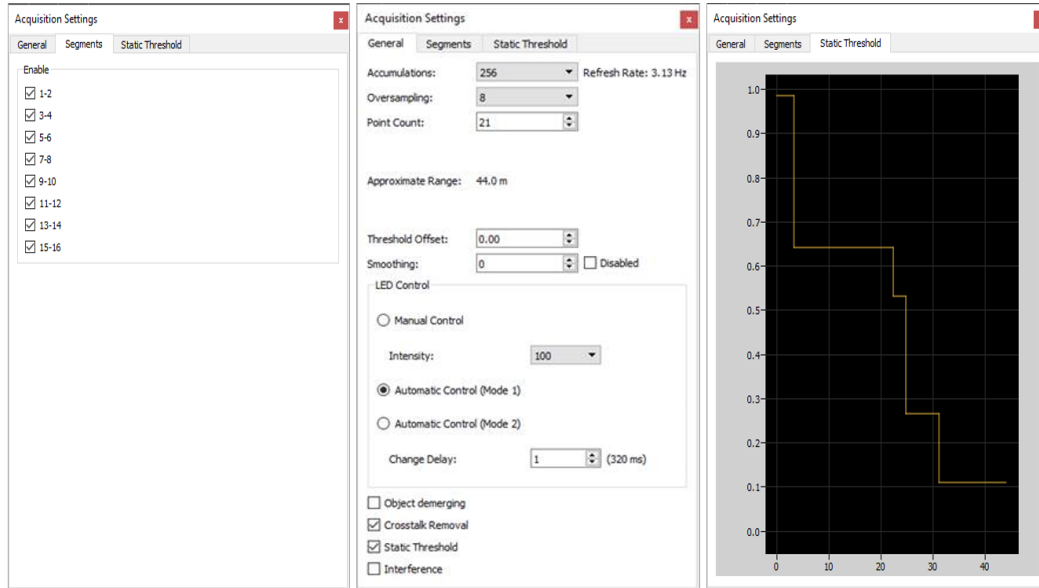 Acquisition Settings
x
General Segments Static Threshold
Enable
1-2
3-4
5-6
7-8
9-10
11-12
13-14
15-16
Acquisition Settings
x
General Segments Static Threshold
Accumulations: 256 Refresh Rate: 3.13 Hz
Oversampling: 8
Point Count: 21
Approximate Range: 44.0 m
Threshold Offset: 0.00
Smoothing: 0 Disabled
LED Control
Manual Control
Intensity: 100
Automatic Control (Mode 1)
Automatic Control (Mode 2)
Change Delay: 1 (320 ms)
Object demerging
Crosstalk Removal
Static Threshold
Interference
Acquisition Settings
x
General Segments Static Threshold
1.0
0.9
0.8
0.7
0.6
0.5
0.4
0.3
0.2
0.1
0.0
0 10 20 30 40